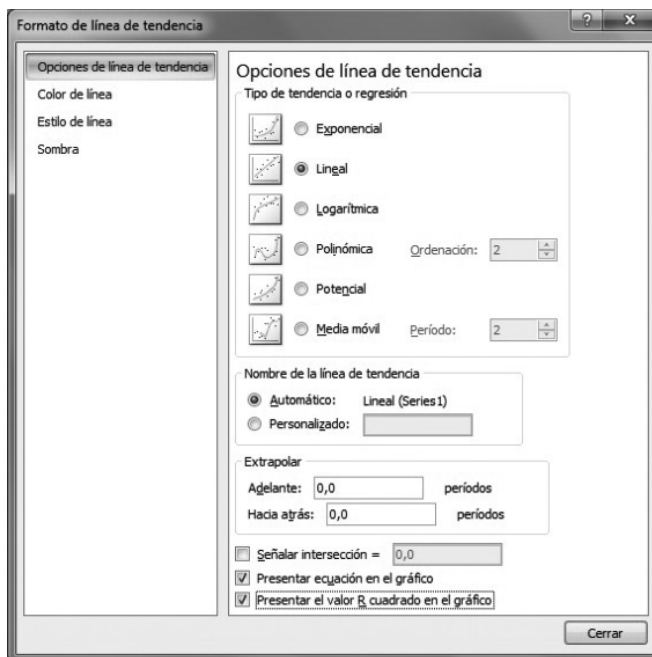 Formato de línea de tendencia
? X
Opciones de línea de tendencia
Color de línea
Estilo de línea
Sombra
Opciones de línea de tendencia
Tipo de tendencia o regresión
Exponencial
Lineal
Logarítmica
Polinómica Ordenación: 2
Potencial
Media móvil Período: 2
Nombre de la línea de tendencia
Automático: Lineal (Series1)
Personalizado:
Extrapolar
Adelante: 0,0 períodos
Hacia atrás: 0,0 períodos
Señalar intersección = 0,0
Presentar ecuación en el gráfico
Presentar el valor R cuadrado en el gráfico
Cerrar